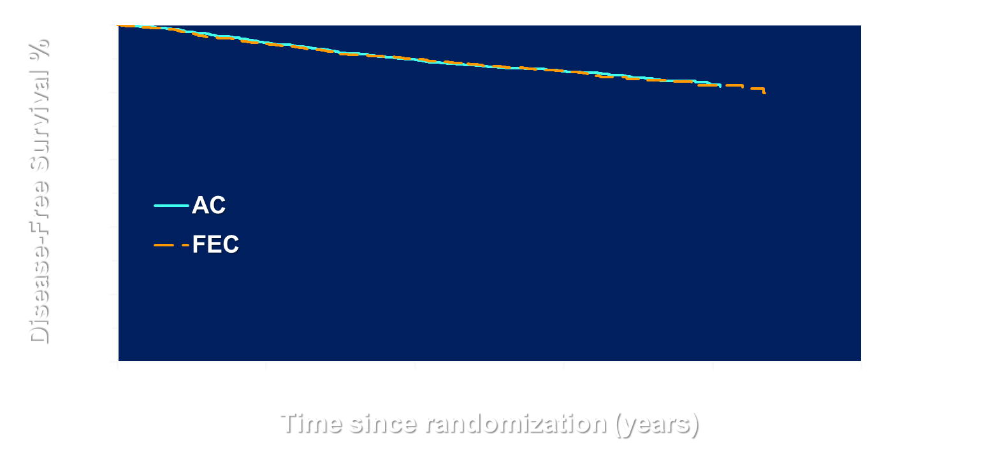 Disease-Free Survival %
AC
FEC
Time since randomization (years)